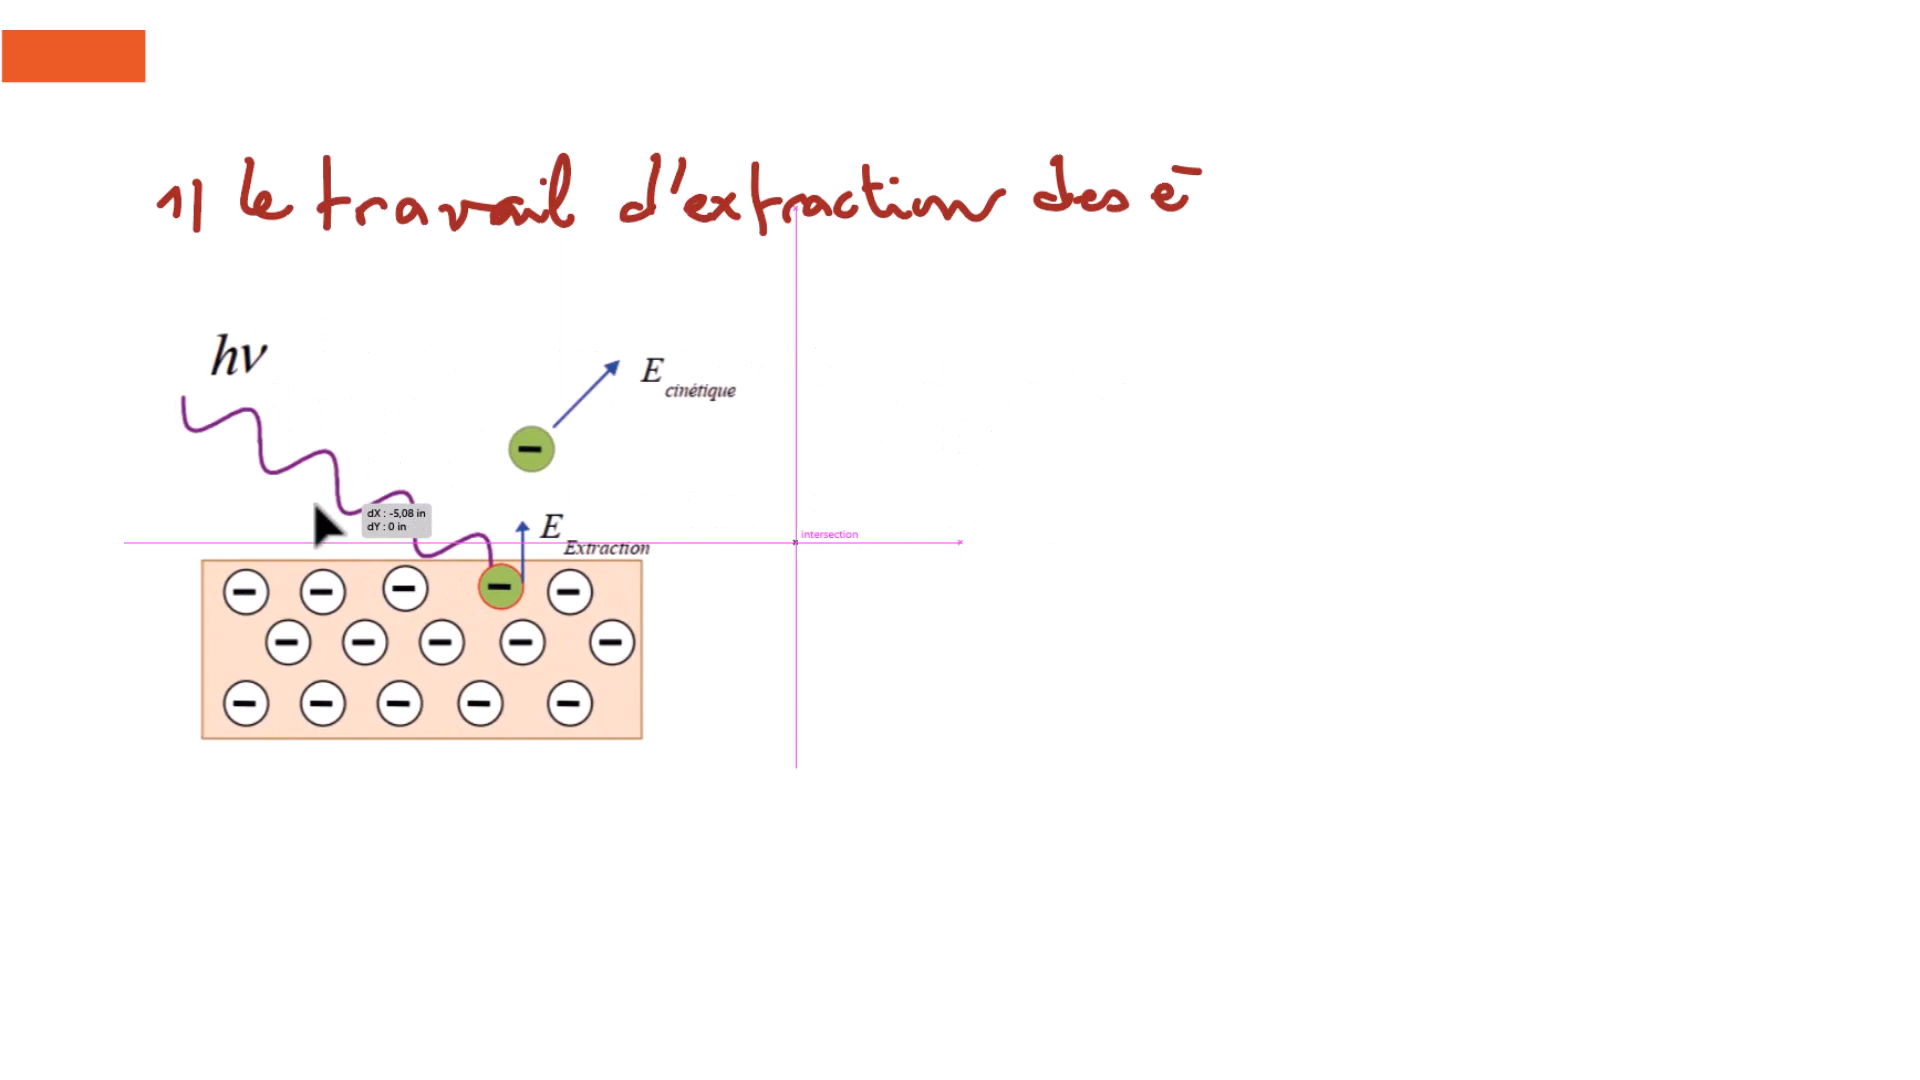 1) le travail d'extraction des e⁻
hν
E cinétique
dX : -5,08 in
dY : 0 in
E Extraction
intersection